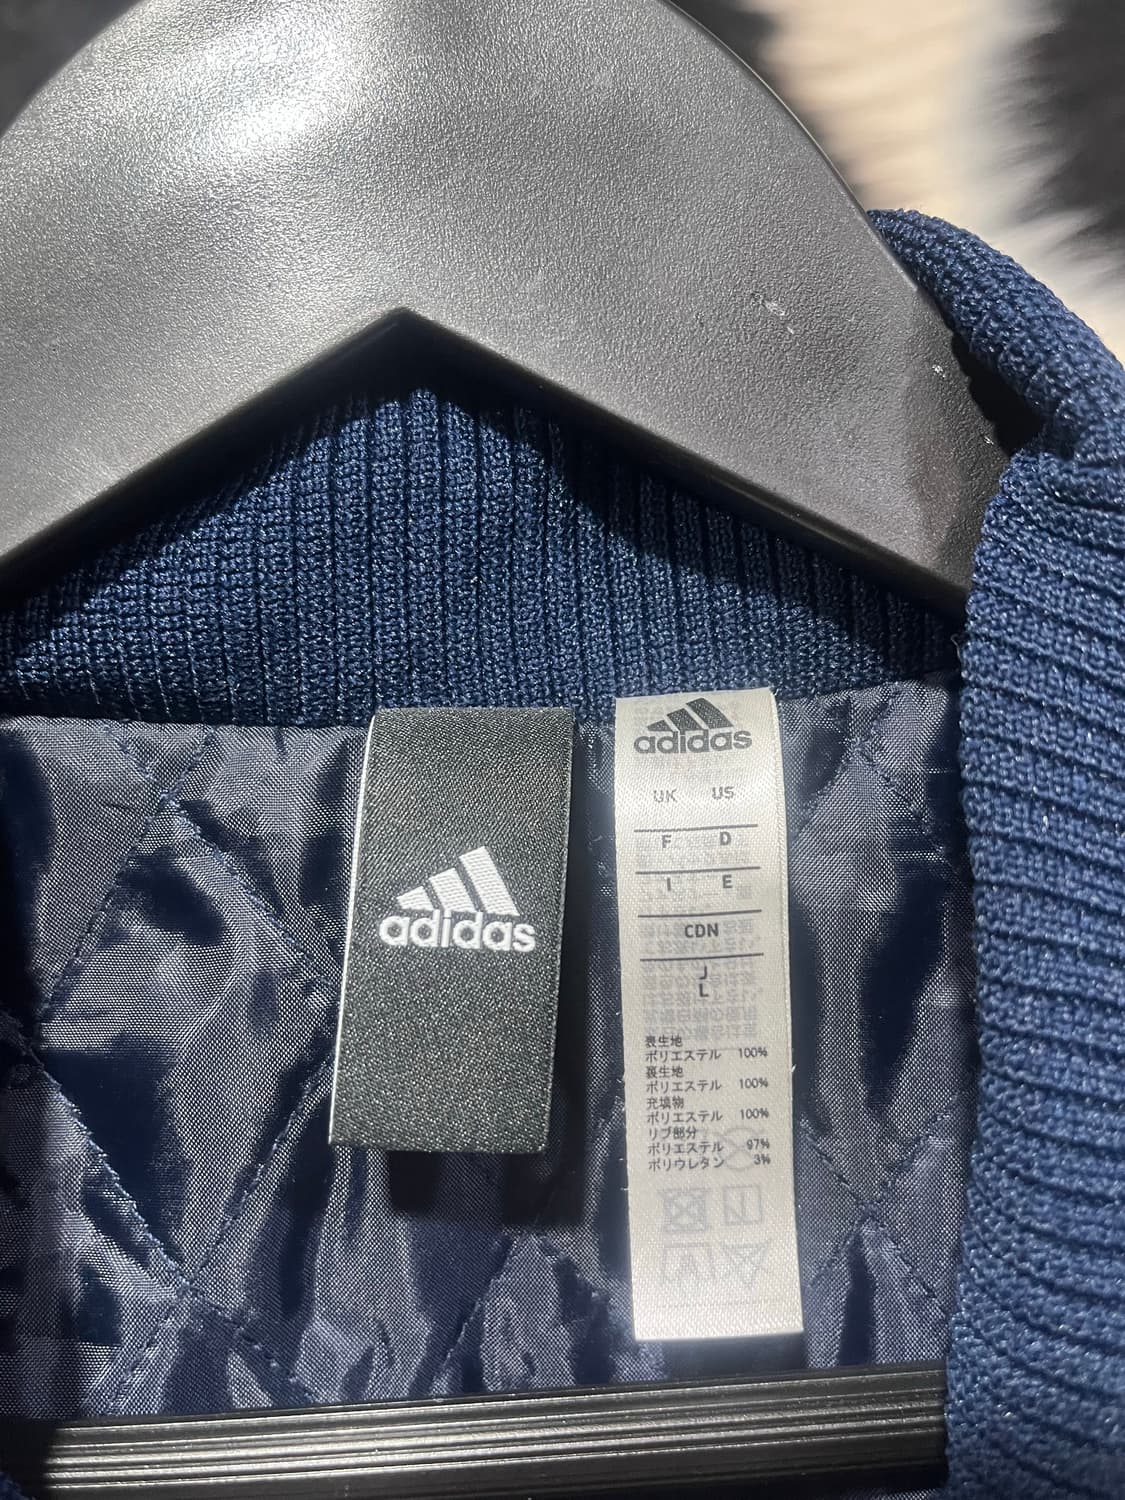 adidas
adidas
UK US
F D
I E
CDN
J
L
表生地
ポリエステル 100%
裏生地
ポリエステル 100%
充填物
ポリエステル 100%
リブ部分
ポリエステル 97%
ポリウレタン 3%